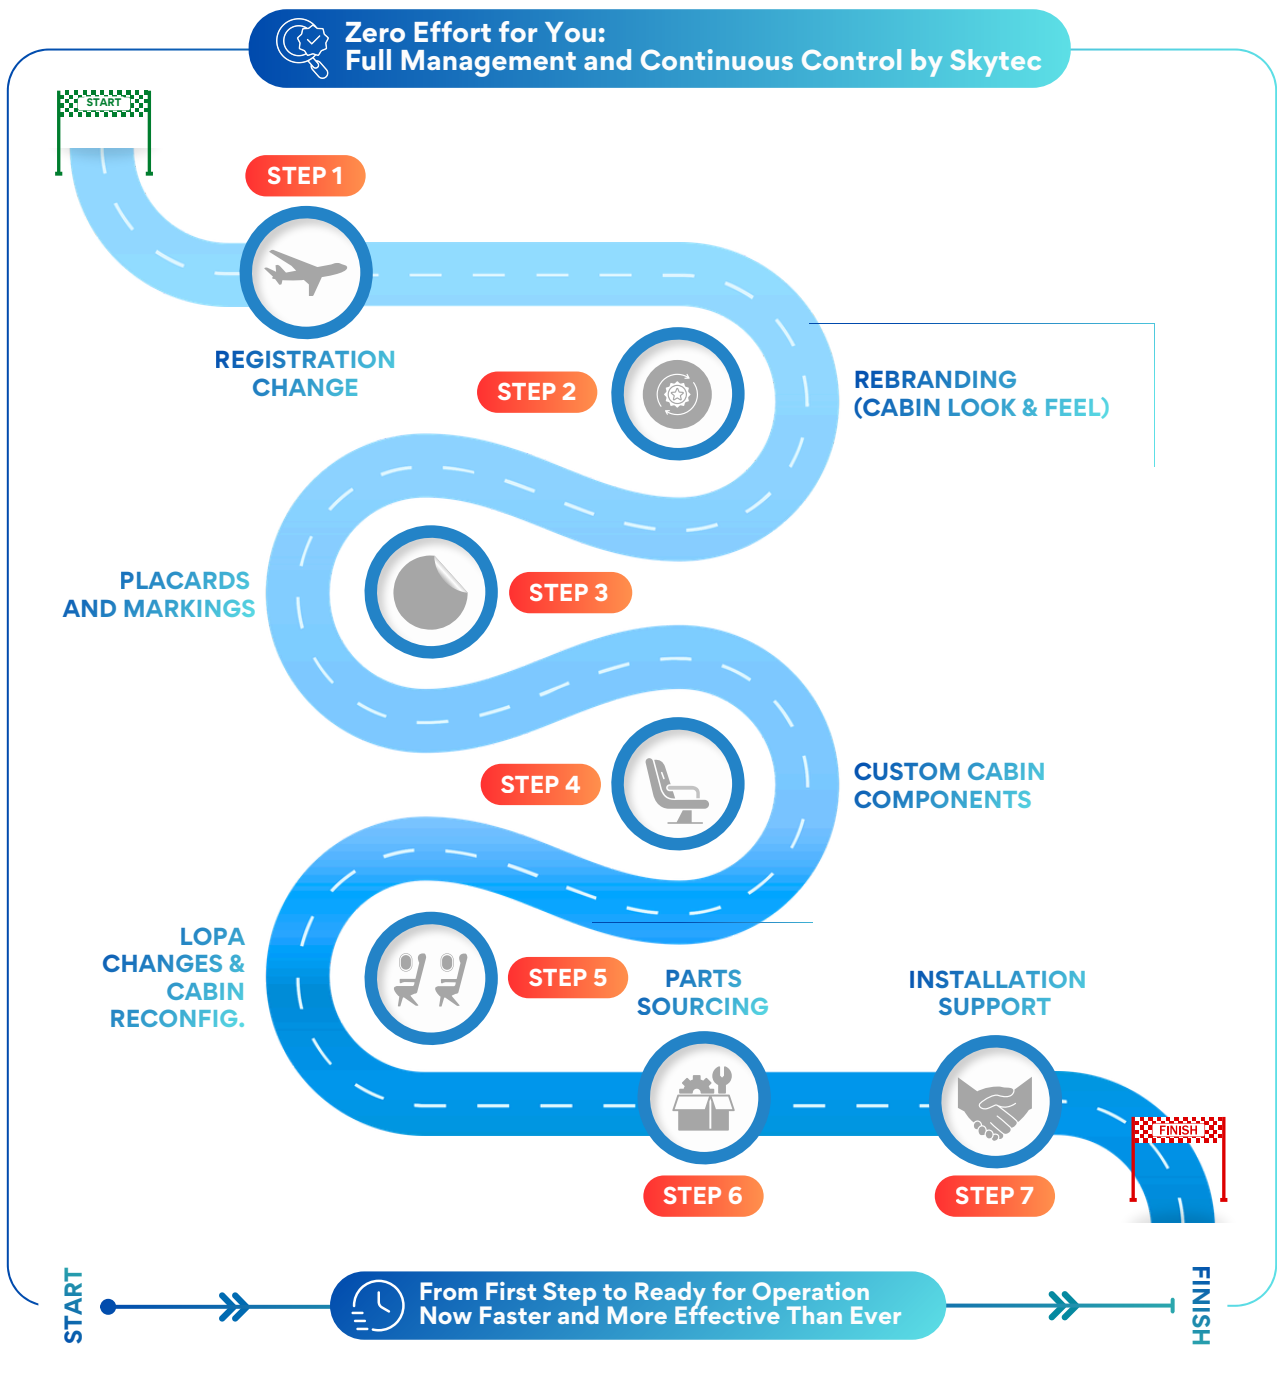 Zero Effort for You:
Full Management and Continuous Control by Skytec
START
STEP 1
REGISTRATION
CHANGE
STEP 2
REBRANDING
(CABIN LOOK & FEEL)
PLACARDS
AND MARKINGS
STEP 3
STEP 4
CUSTOM CABIN
COMPONENTS
LOPA
CHANGES &
CABIN
RECONFIG.
STEP 5
PARTS
SOURCING
INSTALLATION
SUPPORT
FINISH
STEP 6
STEP 7
START
From First Step to Ready for Operation
Now Faster and More Effective Than Ever
FINISH